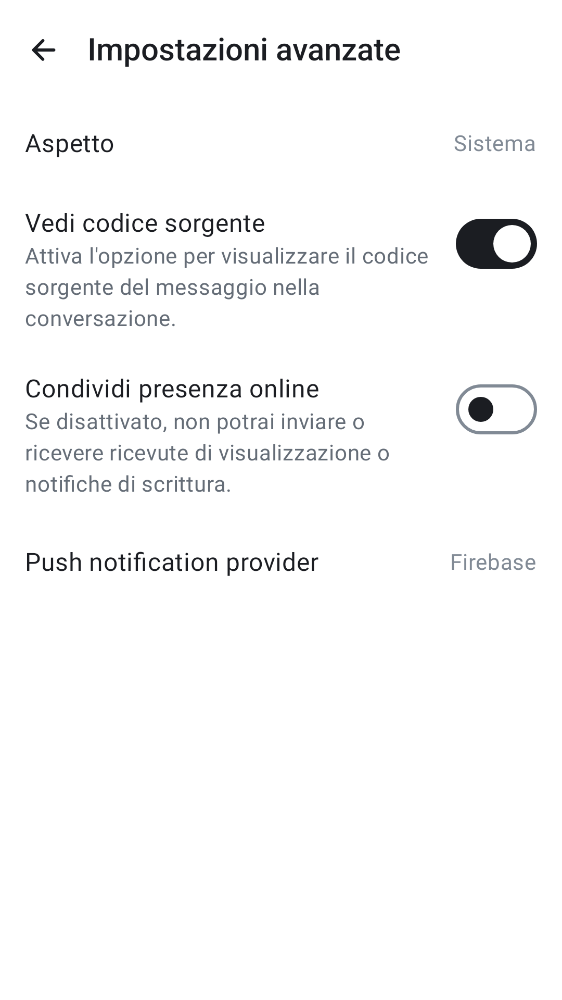 Impostazioni avanzate
Aspetto
Sistema
Vedi codice sorgente
Attiva l'opzione per visualizzare il codice
sorgente del messaggio nella
conversazione.
Condividi presenza online
Se disattivato, non potrai inviare o
ricevere ricevute di visualizzazione o
notifiche di scrittura.
Push notification provider
Firebase